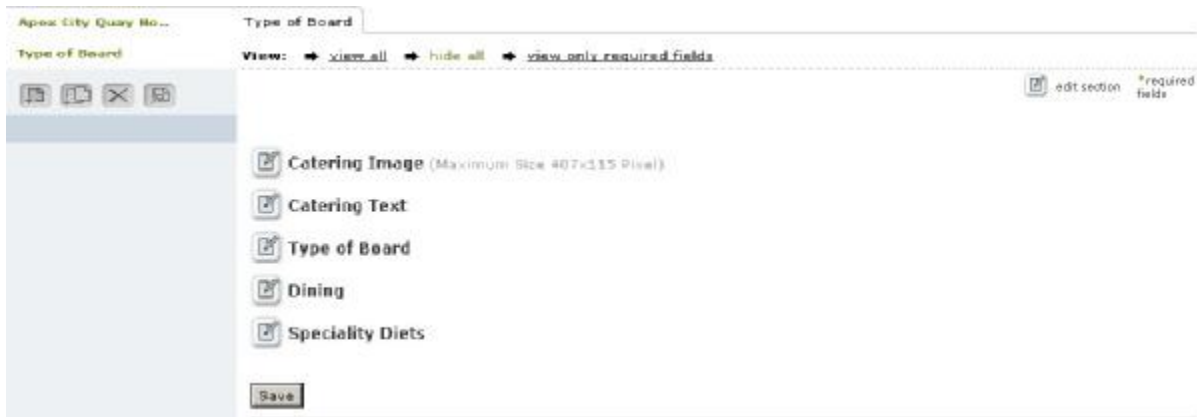 Apex City Quay Ho...
Type of Board
Type of Board
View: view all hide all view only required fields
edit section
*required fields
Catering Image (Maximum Size 407x115 Pixel)
Catering Text
Type of Board
Dining
Speciality Diets
Save